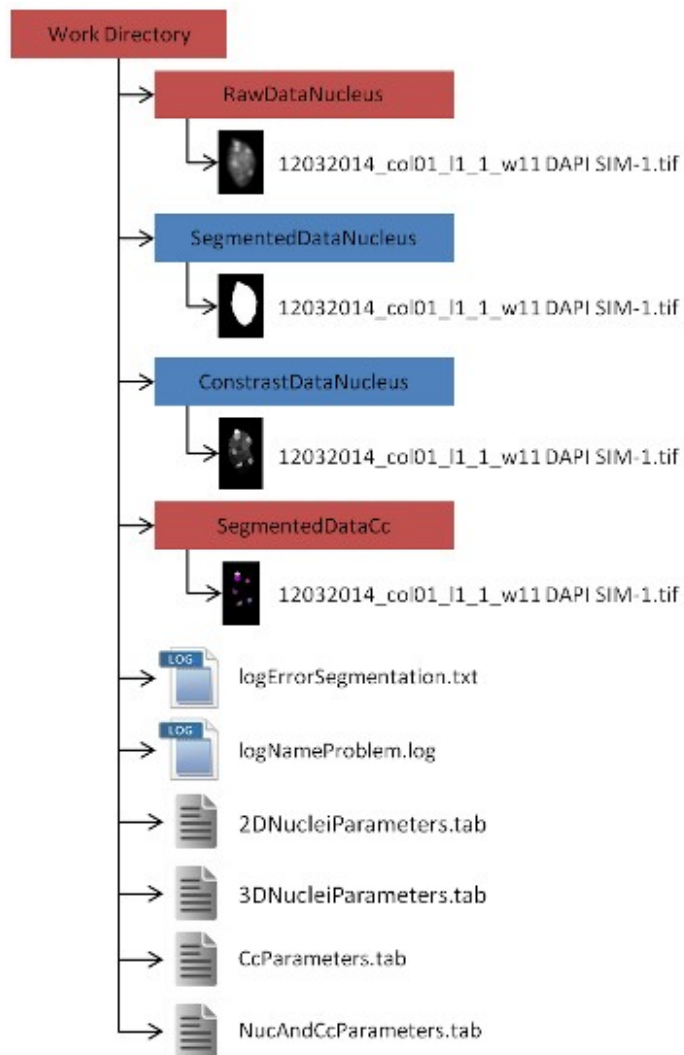 Work Directory
RawDataNucleus
12032014_col01_l1_1_w11 DAPI SIM-1.tif
SegmentedDataNucleus
12032014_col01_l1_1_w11 DAPI SIM-1.tif
ConstrastDataNucleus
12032014_col01_l1_1_w11 DAPI SIM-1.tif
SegmentedDataCc
12032014_col01_l1_1_w11 DAPI SIM-1.tif
LOG
logErrorSegmentation.txt
LOG
logNameProblem.log
2DNucleiParameters.tab
3DNucleiParameters.tab
CcParameters.tab
NucAndCcParameters.tab